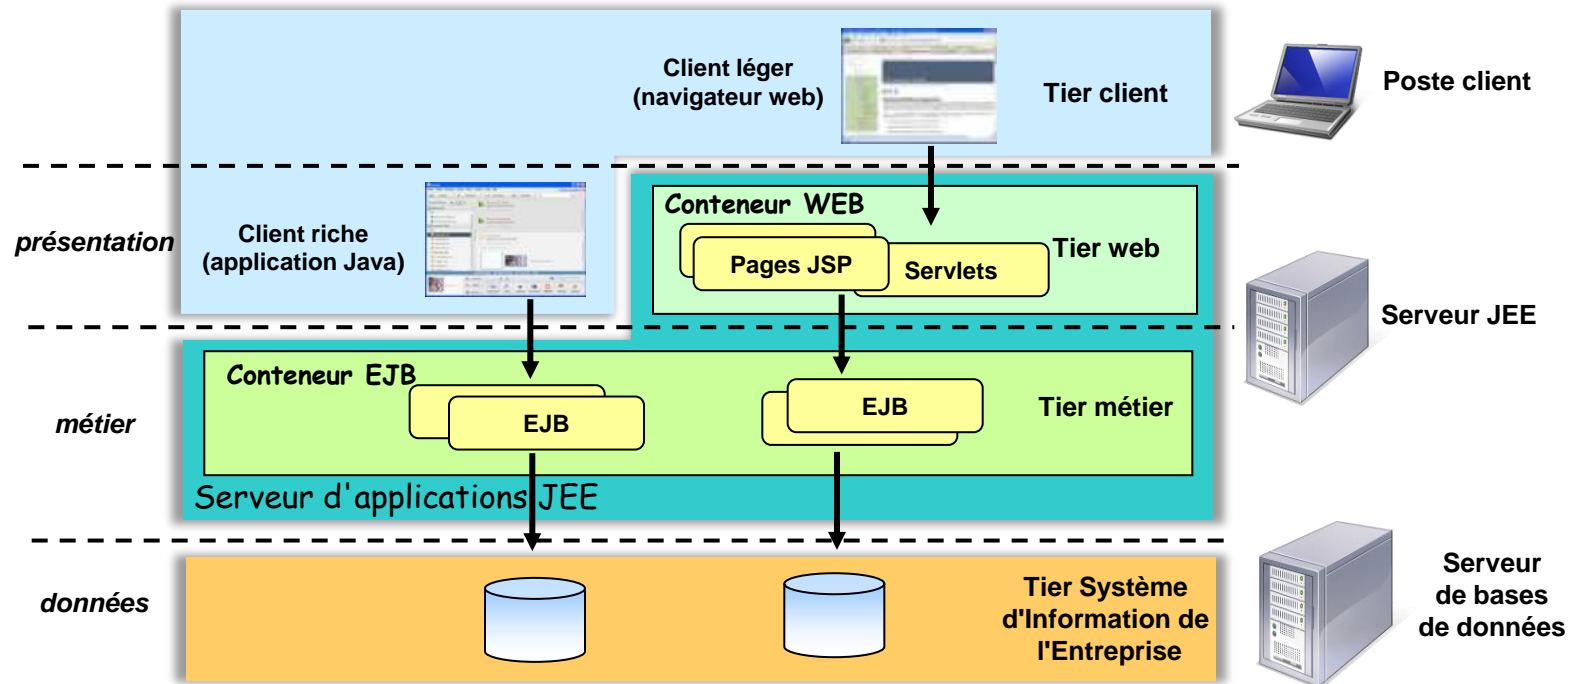 Client léger
(navigateur web)
Tier client
Poste client
présentation
Client riche
(application Java)
Conteneur WEB
Pages JSP
Servlets
Tier web
Serveur JEE
métier
Conteneur EJB
EJB
EJB
Tier métier
Serveur d'applications JEE
données
Tier Système
d'Information de
l'Entreprise
Serveur
de bases
de données